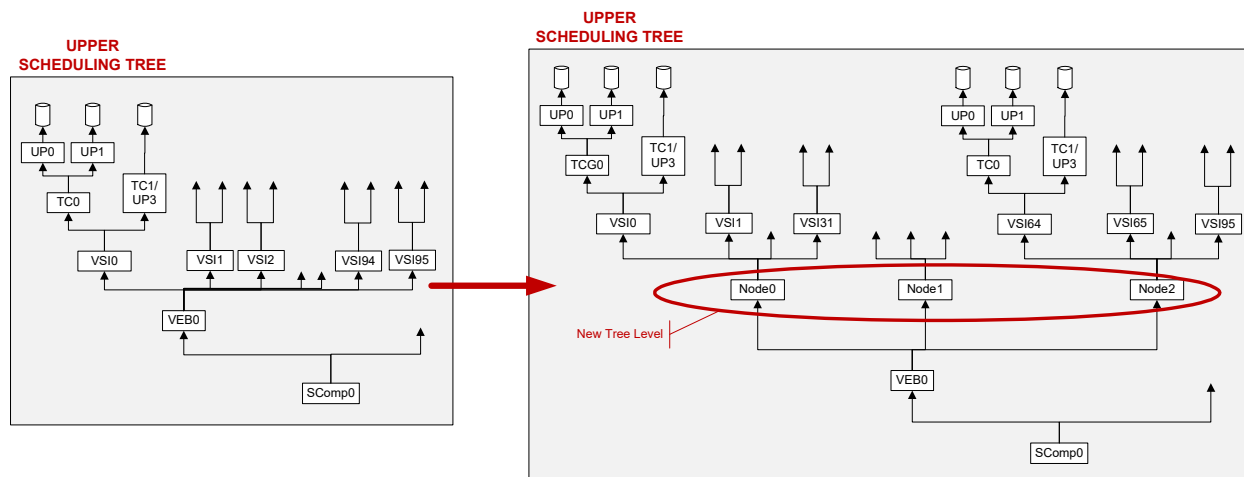 UPPER
SCHEDULING TREE
UP0
UP1
TC1/
UP3
TC0
VSI0
VSI1
VSI2
VSI94
VSI95
VEB0
SComp0
UPPER
SCHEDULING TREE
UP0
UP1
TC1/
UP3
TCG0
VSI0
VSI1
VSI31
UP0
UP1
TC1/
UP3
TC0
VSI64
VSI65
VSI95
Node0
Node1
Node2
New Tree Level
VEB0
SComp0